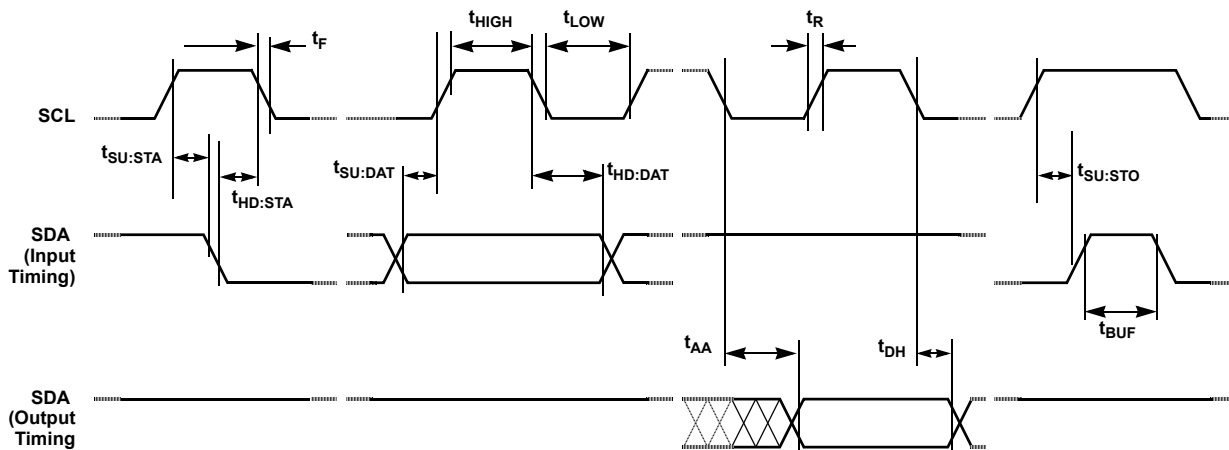 tF
tHIGH
tLOW
tR
SCL
tSU:STA
tHD:STA
tSU:DAT
tHD:DAT
tSU:STO
SDA
(Input
Timing)
tBUF
tAA
tDH
SDA
(Output
Timing